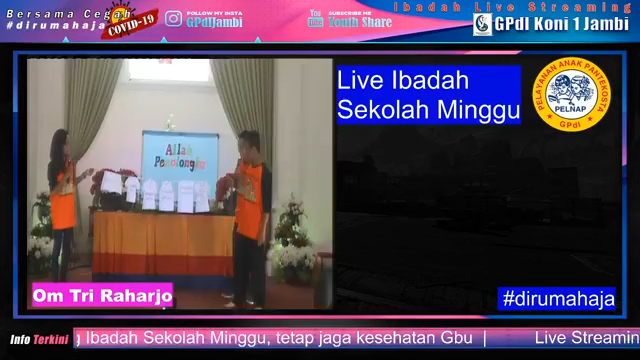 Bersama Cegah
#dirumahaja
COVID-19
FOLLOW MY INSTA
GPdIJambi
You Tube
SUBSCRIBE ME
Youth Share
Ibadah Live Streaming
GPdI Koni 1 Jambi
Live Ibadah
Sekolah Minggu
PELAYANAN ANAK PANTEKOSTA
PELNAP
GPdI
Allah
Penolongku
Om Tri Raharjo
#dirumahaja
Info Terkini
g Ibadah Sekolah Minggu, tetap jaga kesehatan Gbu |
Live Streamin